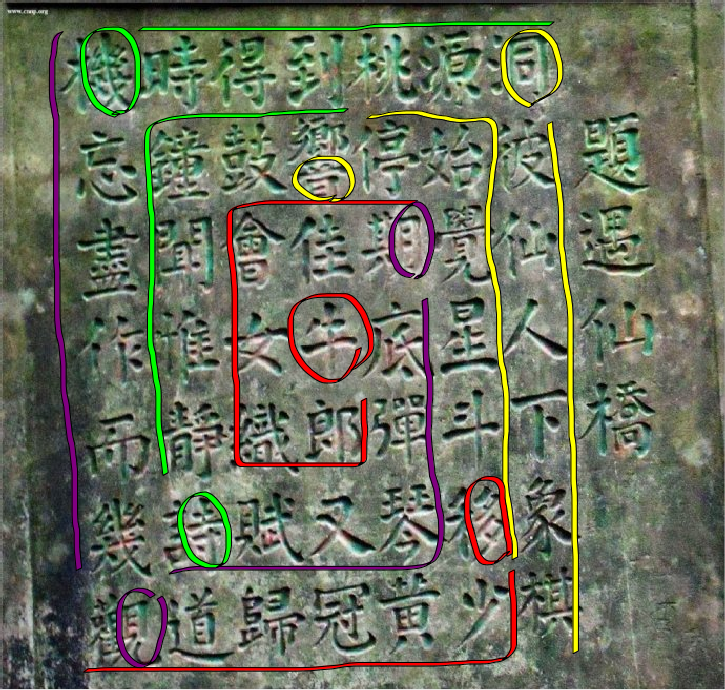 題遇仙橋
洞彼仙人下象棋
源始覺星斗移少
桃停期底彈琴黃
到響佳牛郎又冠
得鼓會女織賦歸
時鐘聞惟靜詩道
機忘盡作而幾觀